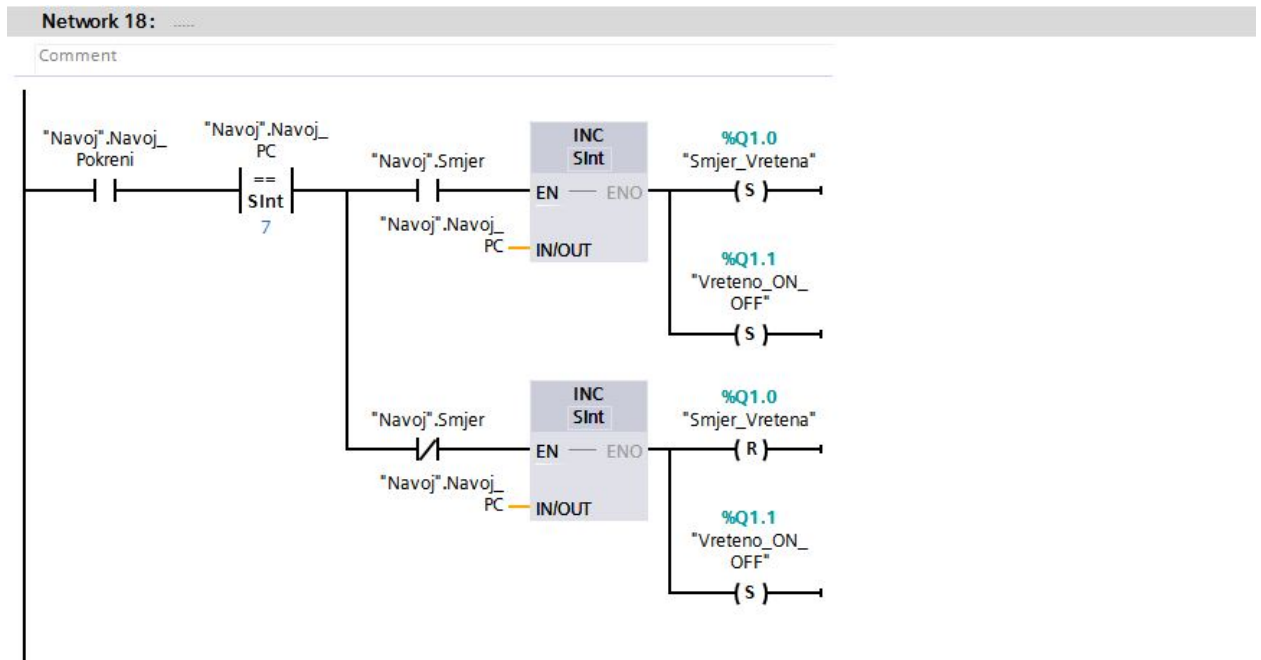 Network 18: .....
Comment
"Navoj".Navoj_
Pokreni
"Navoj".Navoj_
PC
==
SInt
7
"Navoj".Smjer
INC
SInt
EN ENO
"Navoj".Navoj_
PC
IN/OUT
%Q1.0
"Smjer_Vretena"
S
%Q1.1
"Vreteno_ON_
OFF"
S
"Navoj".Smjer
INC
SInt
EN ENO
"Navoj".Navoj_
PC
IN/OUT
%Q1.0
"Smjer_Vretena"
R
%Q1.1
"Vreteno_ON_
OFF"
S